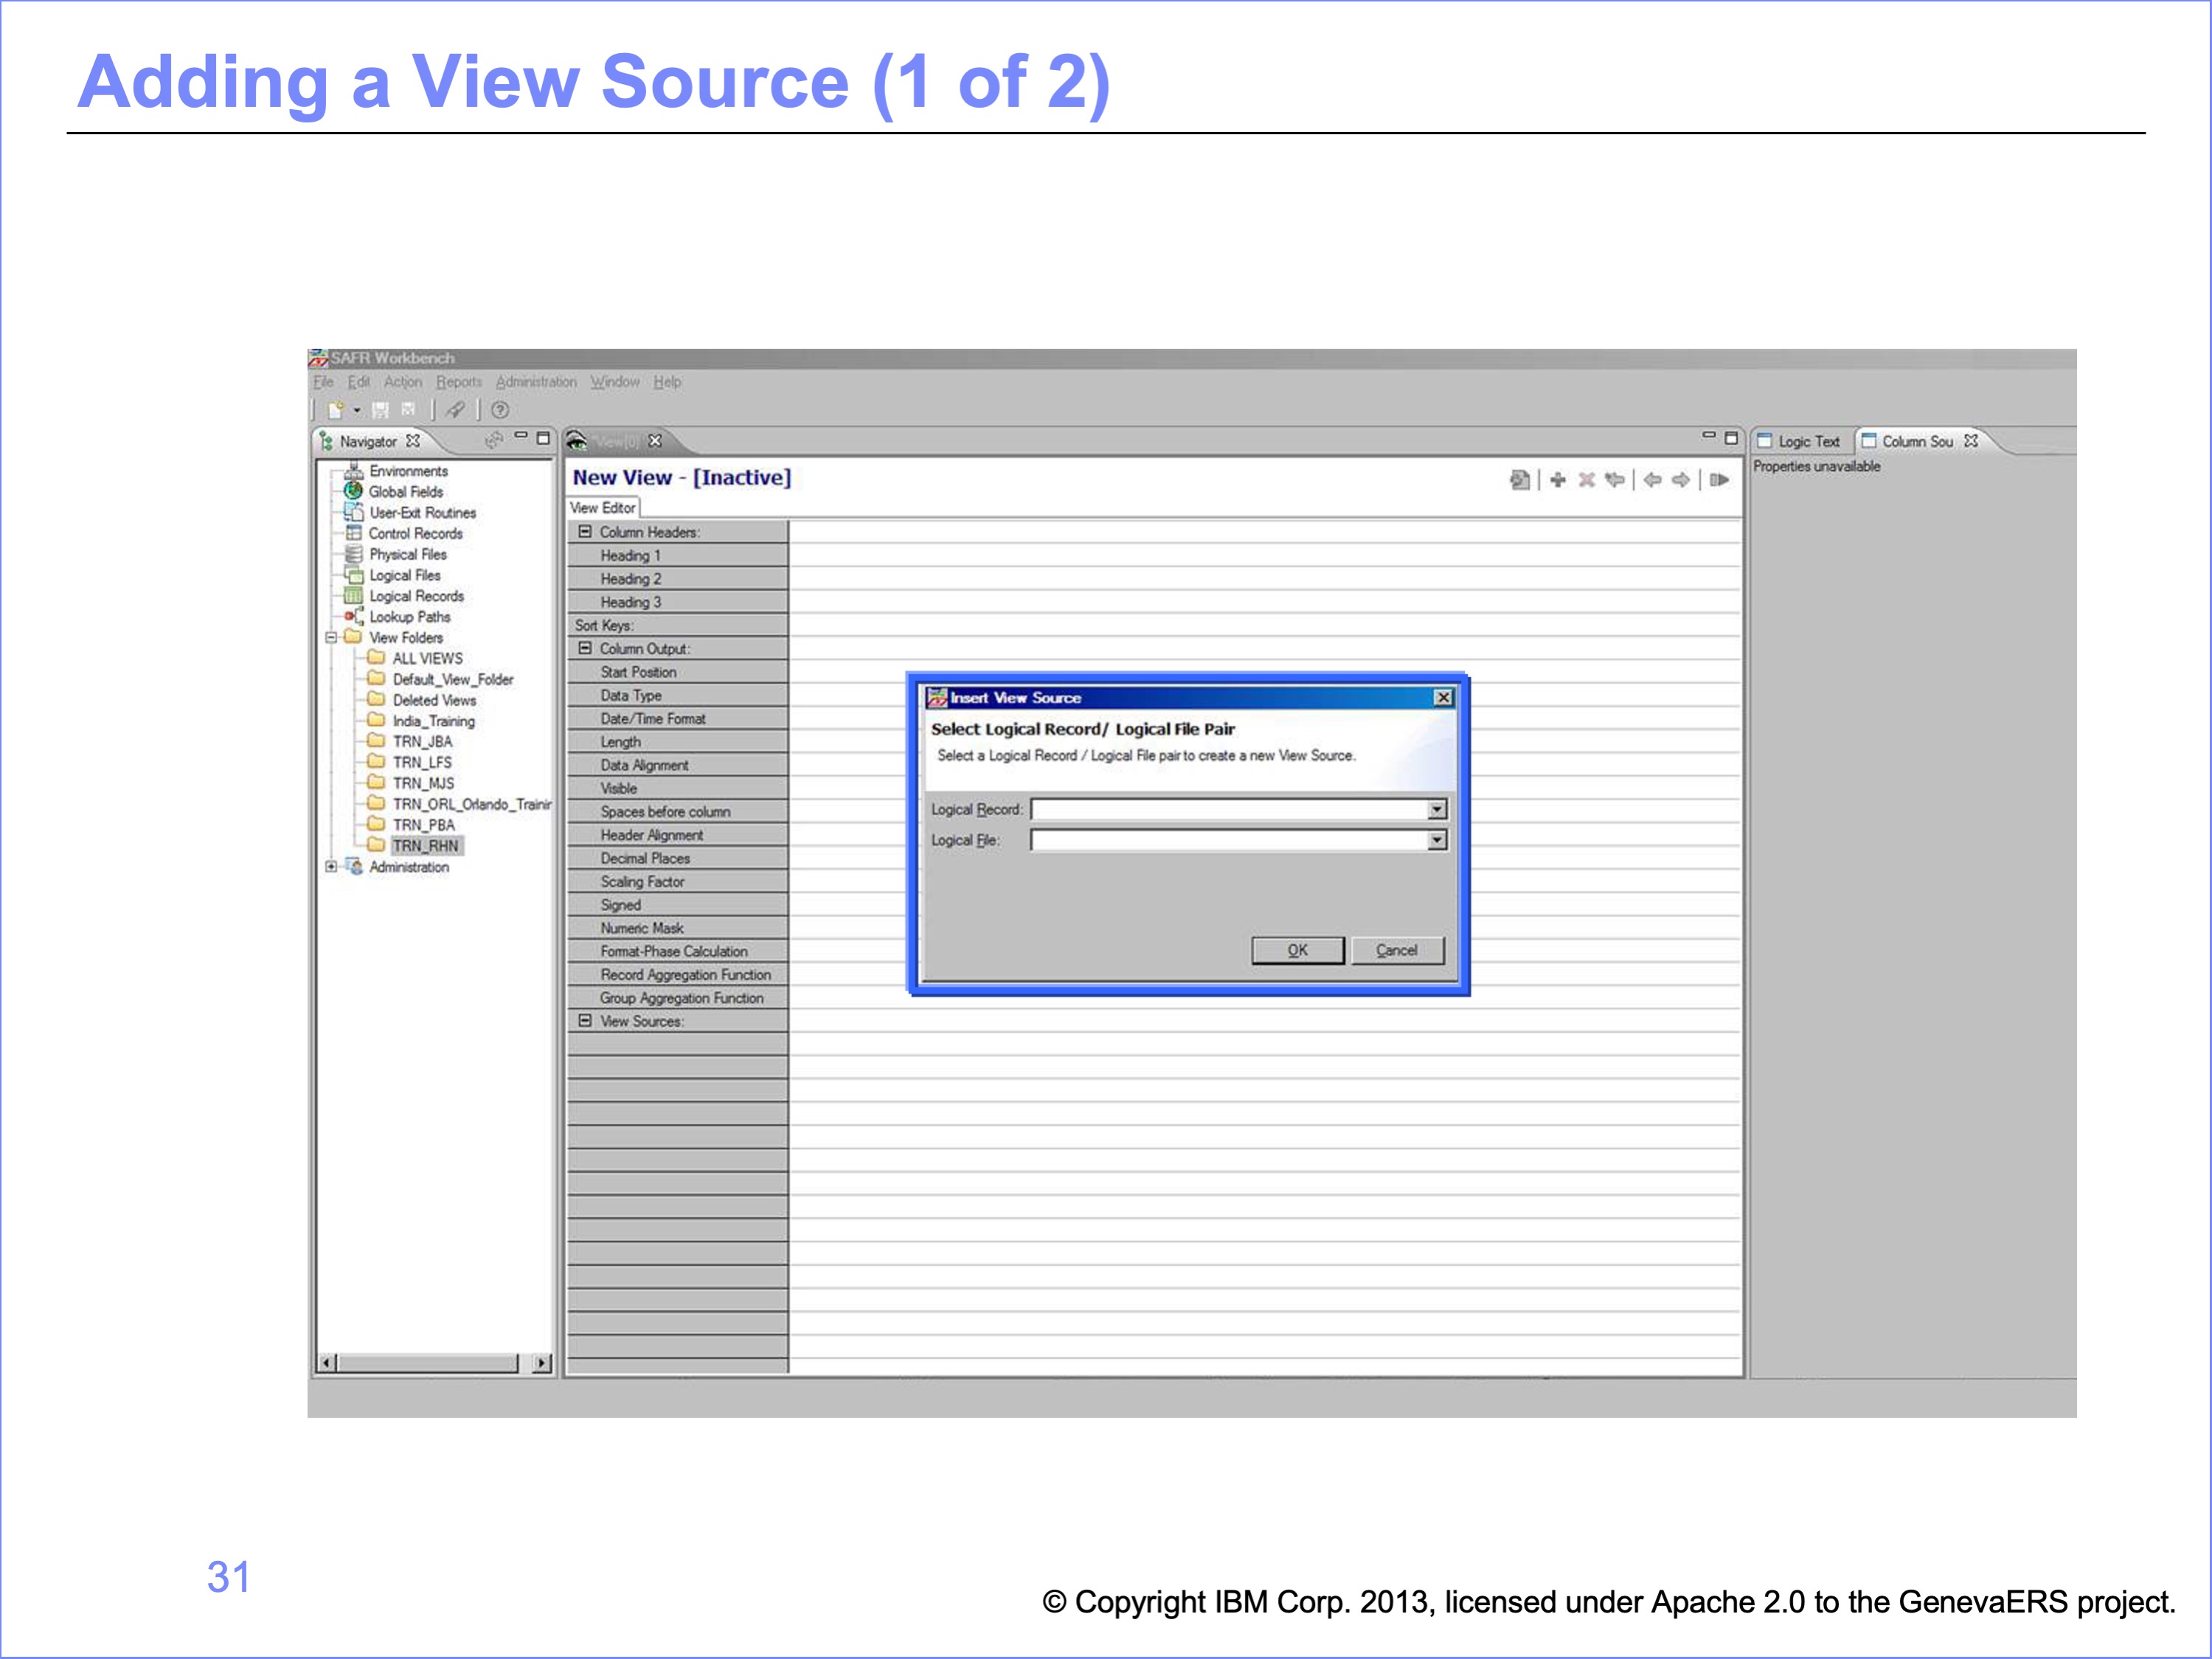 Adding a View Source (1 of 2)
SAFR Workbench
File Edit Action Reports Administration Window Help
Navigator
Environments
Global Fields
User-Exit Routines
Control Records
Physical Files
Logical Files
Logical Records
Lookup Paths
View Folders
ALL VIEWS
Default_View_Folder
Deleted Views
India_Training
TRN_JBA
TRN_LFS
TRN_MJS
TRN_ORL_Orlando_Trainir
TRN_PBA
TRN_RHN
Administration
*View[0]
New View - [Inactive]
View Editor
Column Headers:
Heading 1
Heading 2
Heading 3
Sort Keys:
Column Output:
Start Position
Data Type
Date/Time Format
Length
Data Alignment
Visible
Spaces before column
Header Alignment
Decimal Places
Scaling Factor
Signed
Numeric Mask
Format-Phase Calculation
Record Aggregation Function
Group Aggregation Function
View Sources:
Insert View Source
Select Logical Record/ Logical File Pair
Select a Logical Record / Logical File pair to create a new View Source.
Logical Record:
Logical File:
OK Cancel
Logic Text Column Sou
Properties unavailable
31
© Copyright IBM Corp. 2013, licensed under Apache 2.0 to the GenevaERS project.